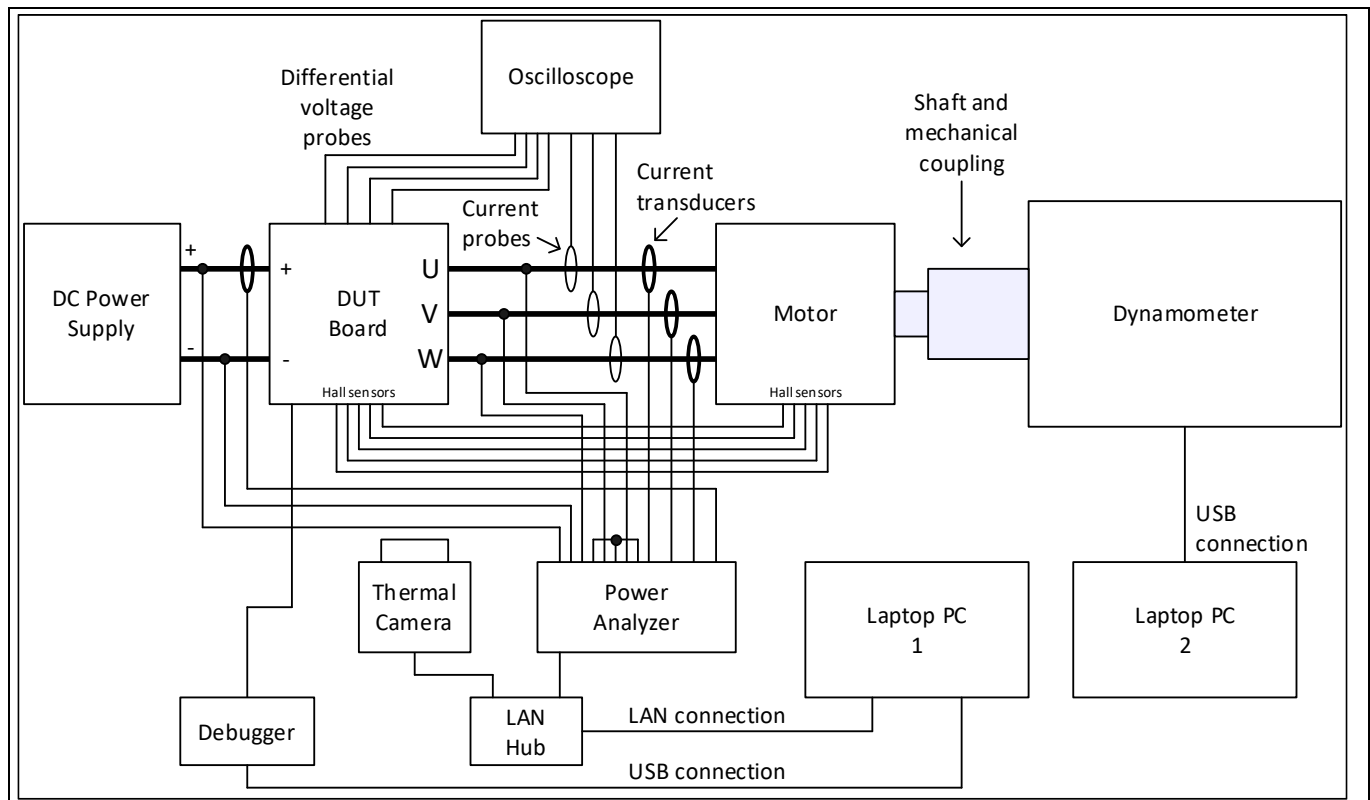 Oscilloscope
Differential
voltage
probes
Shaft and
mechanical
coupling
Current
transducers
Current
probes
DC Power
Supply
+
-
+
-
DUT
Board
U
V
W
Hall sensors
Motor
Hall sensors
Dynamometer
USB
connection
Thermal
Camera
Power
Analyzer
Laptop PC
1
Laptop PC
2
Debugger
LAN
Hub
LAN connection
USB connection